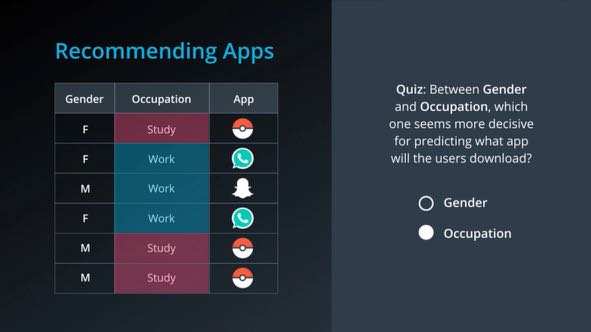 Recommending Apps
Gender Occupation App
F Study
F Work
M Work
F Work
M Study
M Study
Quiz: Between Gender
and Occupation, which
one seems more decisive
for predicting what app
will the users download?
Gender
Occupation